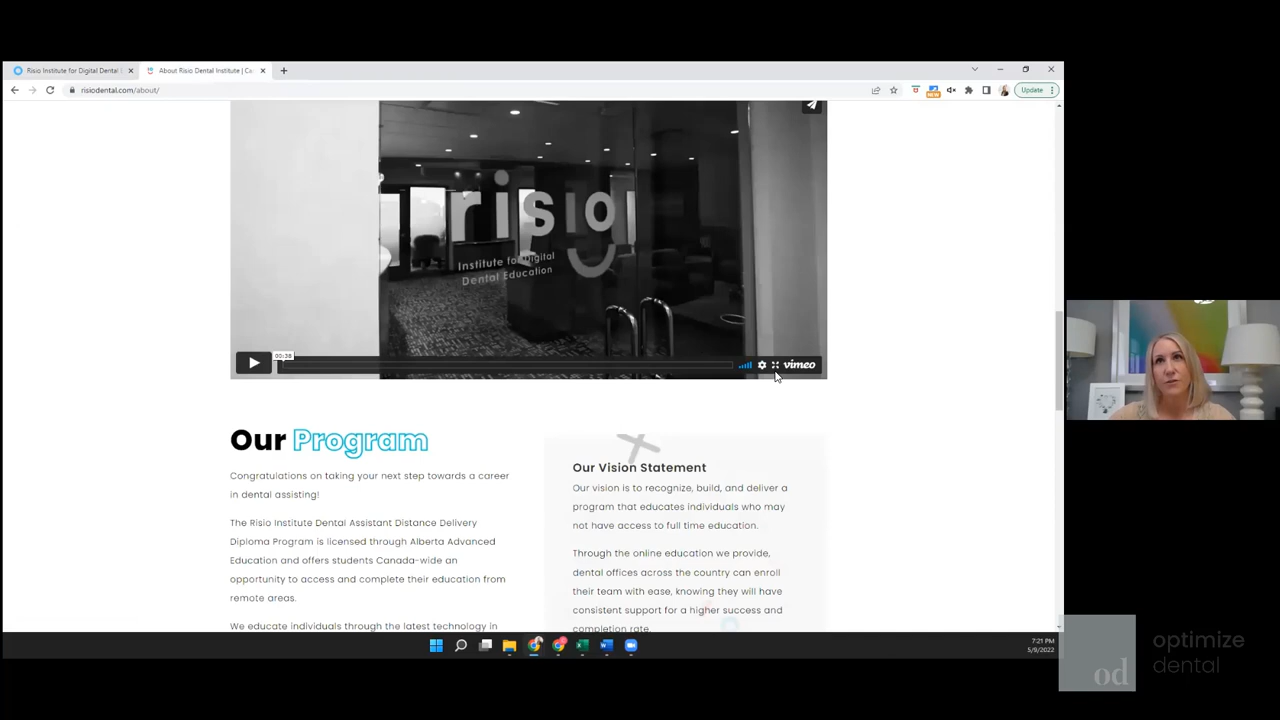 Risio Institute for Digital Dental
About Risio Dental Institute | Ca
risiodental.com/about/
Update
NEW
risio
Institute for Digital
Dental Education
00:38
vimeo
Our Program
Congratulations on taking your next step towards a career
in dental assisting!
The Risio Institute Dental Assistant Distance Delivery
Diploma Program is licensed through Alberta Advanced
Education and offers students Canada-wide an
opportunity to access and complete their education from
remote areas.
We educate individuals through the latest technology in
Our Vision Statement
Our vision is to recognize, build, and deliver a
program that educates individuals who may
not have access to full time education.
Through the online education we provide,
dental offices across the country can enroll
their team with ease, knowing they will have
consistent support for a higher success and
completion rate.
7:21 PM
5/9/2022
od
optimize
dental